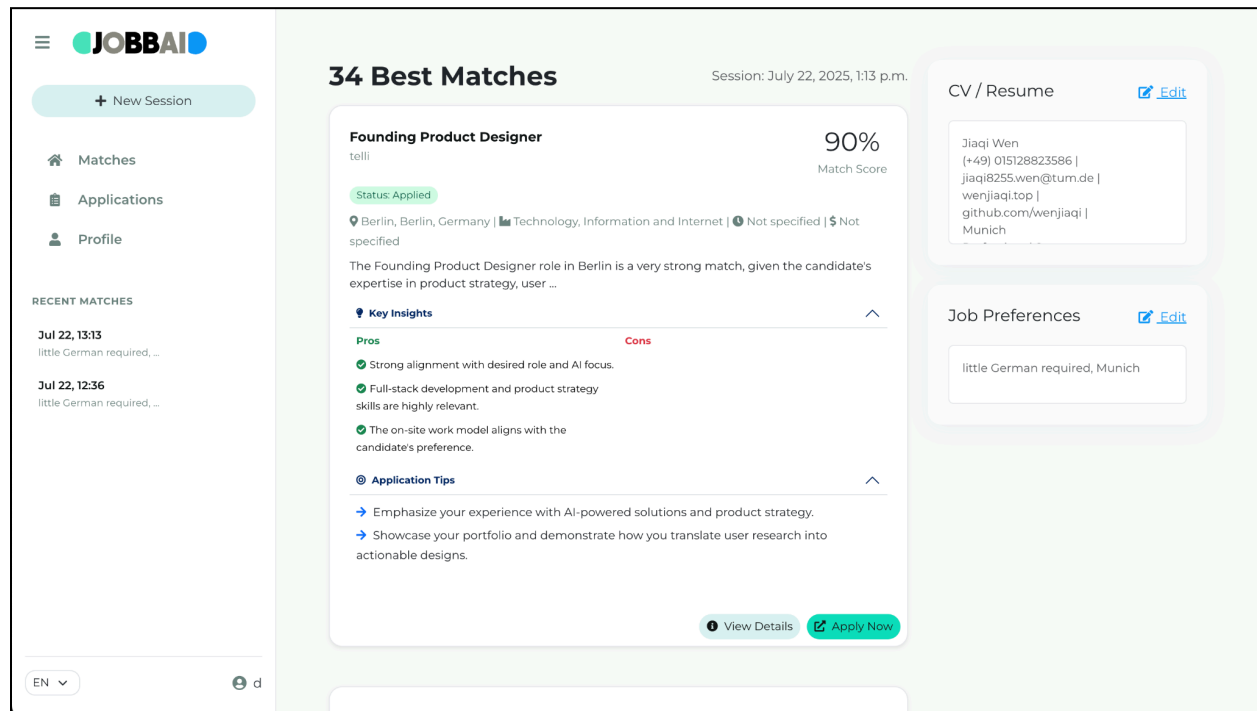 JOBBAI
+ New Session
Matches
Applications
Profile
RECENT MATCHES
Jul 22, 13:13
little German required, ...
Jul 22, 12:36
little German required, ...
EN
d
34 Best Matches
Session: July 22, 2025, 1:13 p.m.
Founding Product Designer
telli
90%
Match Score
Status: Applied
Berlin, Berlin, Germany | Technology, Information and Internet | Not specified | $ Not
specified
The Founding Product Designer role in Berlin is a very strong match, given the candidate's
expertise in product strategy, user ...
Key Insights
Pros
Cons
Strong alignment with desired role and AI focus.
Full-stack development and product strategy
skills are highly relevant.
The on-site work model aligns with the
candidate's preference.
Application Tips
→ Emphasize your experience with AI-powered solutions and product strategy.
→ Showcase your portfolio and demonstrate how you translate user research into
actionable designs.
View Details
Apply Now
CV / Resume
Edit
Jiaqi Wen
(+49) 015128823586 |
jiaqi8255.wen@tum.de |
wenjiaqi.top |
github.com/wenjiaqi |
Munich
Job Preferences
Edit
little German required, Munich